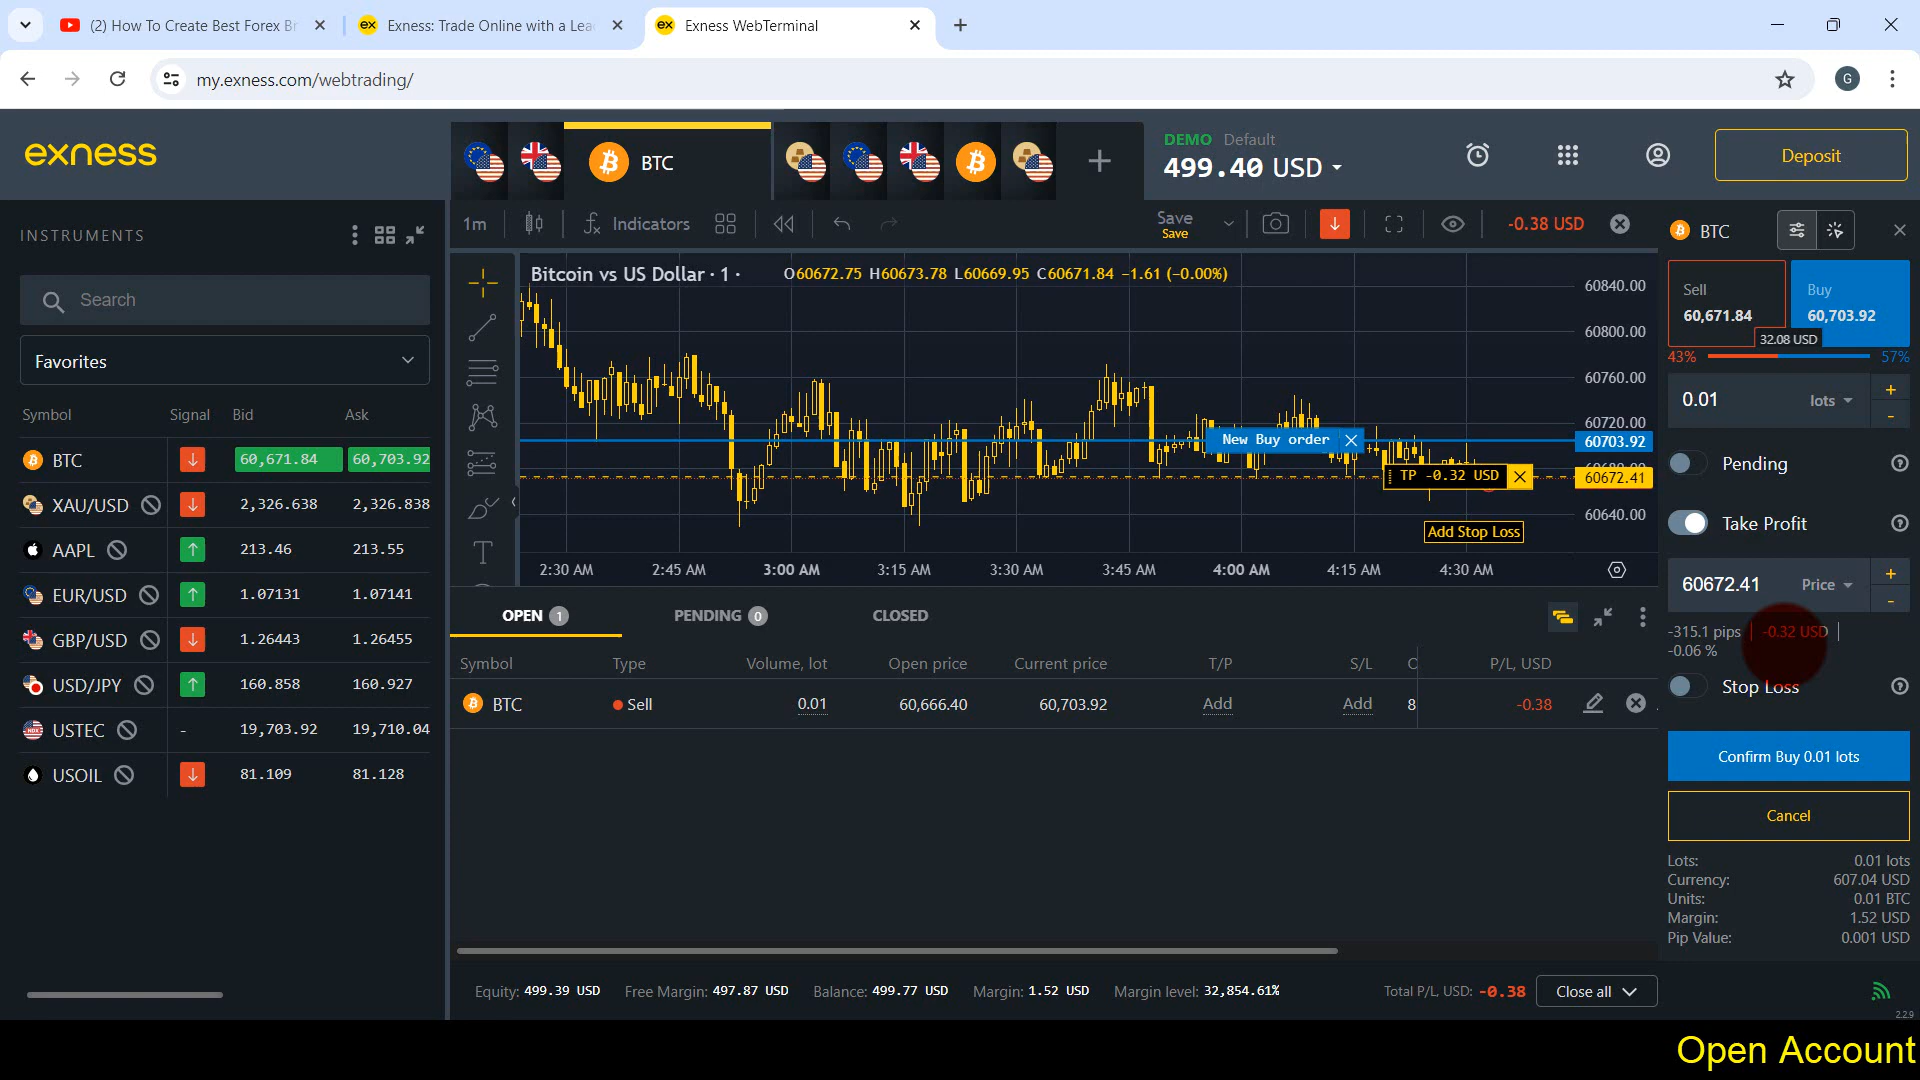 (2) How To Create Best Forex Br
Exness: Trade Online with a Lea
Exness WebTerminal
my.exness.com/webtrading/
G
exness
BTC
DEMO Default
499.40 USD
Deposit
INSTRUMENTS
Search
Favorites
Symbol Signal Bid Ask
BTC 60,671.84 60,703.92
XAU/USD 2,326.638 2,326.838
AAPL 213.46 213.55
EUR/USD 1.07131 1.07141
GBP/USD 1.26443 1.26455
USD/JPY 160.858 160.927
USTEC - 19,703.92 19,710.04
USOIL 81.109 81.128
1m Indicators Save -0.38 USD
Save
Bitcoin vs US Dollar · 1 · O60672.75 H60673.78 L60669.95 C60671.84 -1.61 (-0.00%)
60840.00
60800.00
60760.00
60720.00
New Buy order 60703.92
TP -0.32 USD 60672.41
60640.00
Add Stop Loss
2:30 AM 2:45 AM 3:00 AM 3:15 AM 3:30 AM 3:45 AM 4:00 AM 4:15 AM 4:30 AM
OPEN 1 PENDING 0 CLOSED
Symbol Type Volume, lot Open price Current price T/P S/L P/L, USD
BTC Sell 0.01 60,666.40 60,703.92 Add Add 8 -0.38
Equity: 499.39 USD Free Margin: 497.87 USD Balance: 499.77 USD Margin: 1.52 USD Margin level: 32,854.61% Total P/L, USD: -0.38 Close all
BTC
Sell Buy
60,671.84 60,703.92
32.08 USD
43% 57%
0.01 lots + -
Pending
Take Profit
60672.41 Price + -
-315.1 pips | -0.32 USD |
-0.06 %
Stop Loss
Confirm Buy 0.01 lots
Cancel
Lots: 0.01 lots
Currency: 607.04 USD
Units: 0.01 BTC
Margin: 1.52 USD
Pip Value: 0.001 USD
2.2.9
Open Account